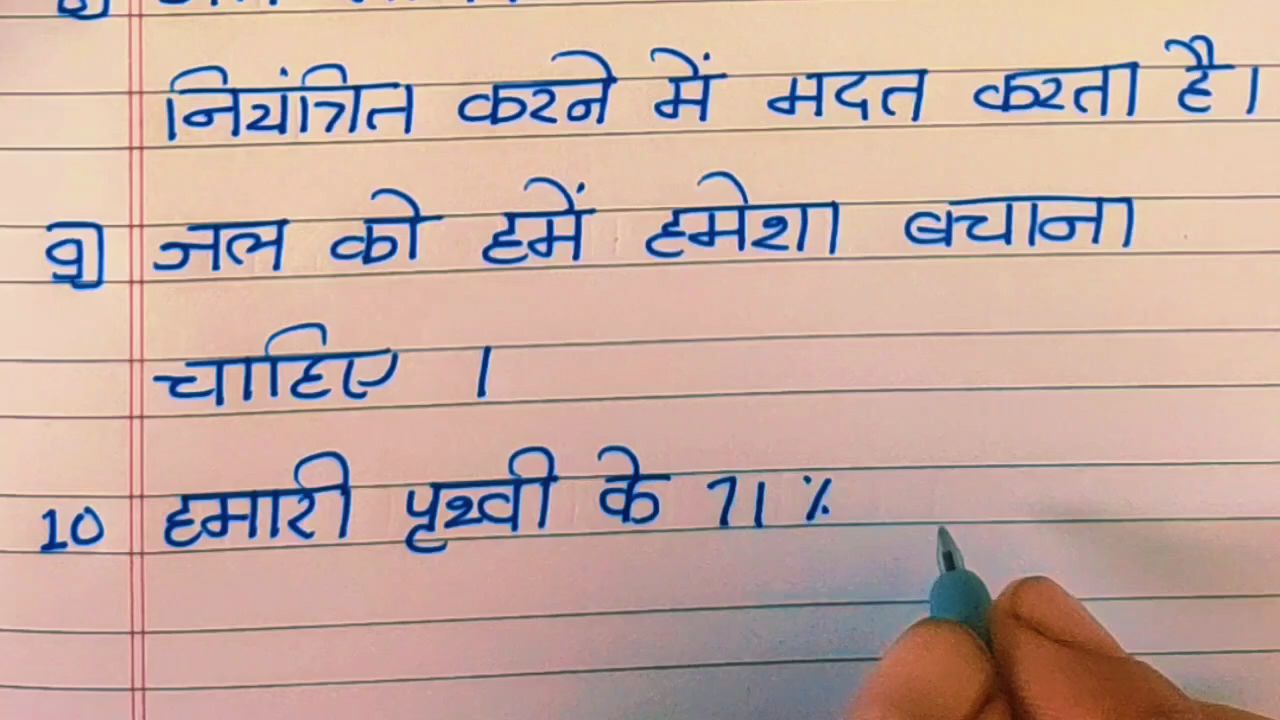 नियंत्रित करने में मदत करता है।
9) जल को हमें हमेशा बचाना
चाहिए ।
10 हमारी पृथ्वी के 71%